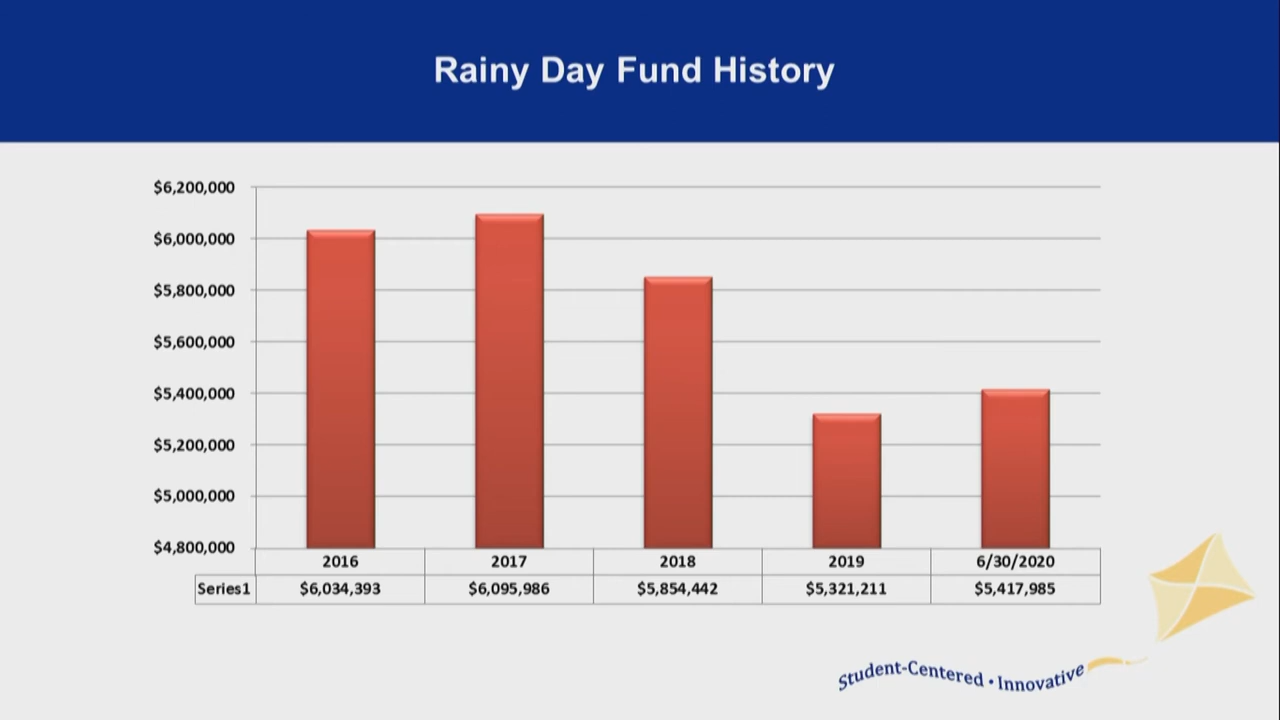 Rainy Day Fund History
$6,200,000
$6,000,000
$5,800,000
$5,600,000
$5,400,000
$5,200,000
$5,000,000
$4,800,000
2016 2017 2018 2019 6/30/2020
Series1 $6,034,393 $6,095,986 $5,854,442 $5,321,211 $5,417,985
Student-Centered • Innovative